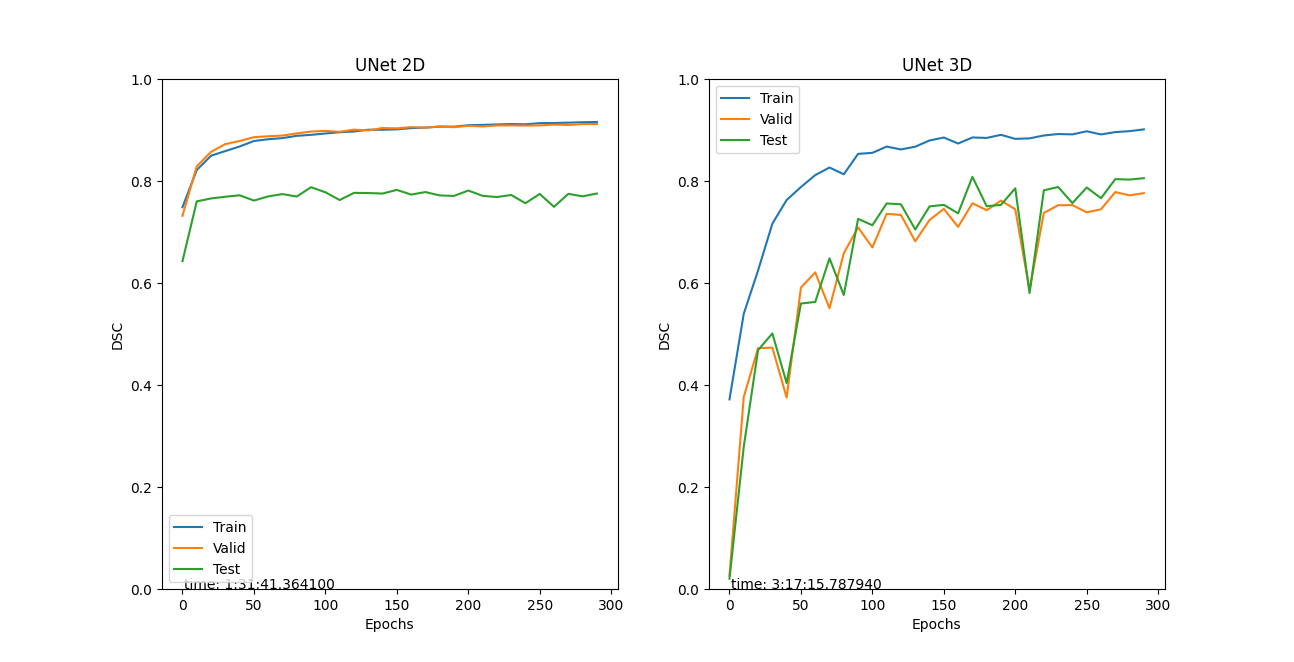 UNet 2D
1.0
0.8
0.6
0.4
0.2
0.0
DSC
Train
Valid
Test
time: 1:31:41.364100
0 50 100 150 200 250 300
Epochs
UNet 3D
1.0
0.8
0.6
0.4
0.2
0.0
DSC
Train
Valid
Test
time: 3:17:15.787940
0 50 100 150 200 250 300
Epochs